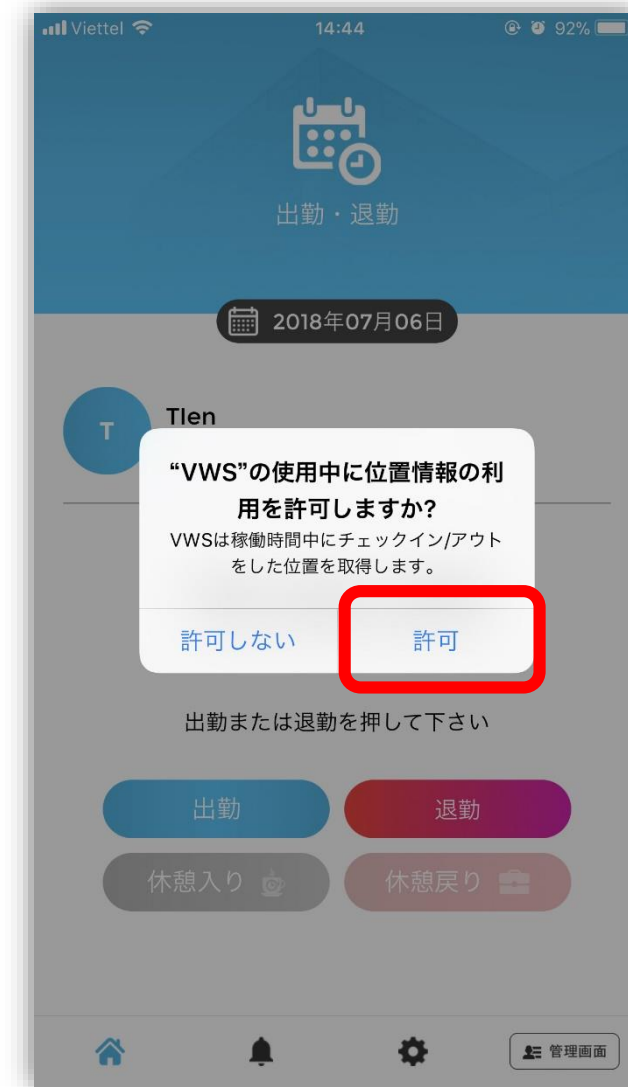 Viettel 14:44 92%
出勤・退勤
2018年07月06日
T
Tlen
“VWS”の使用中に位置情報の利
用を許可しますか?
VWSは稼働時間中にチェックイン/アウト
をした位置を取得します。
許可しない 許可
出勤または退勤を押して下さい
出勤 退勤
休憩入り 休憩戻り
管理画面